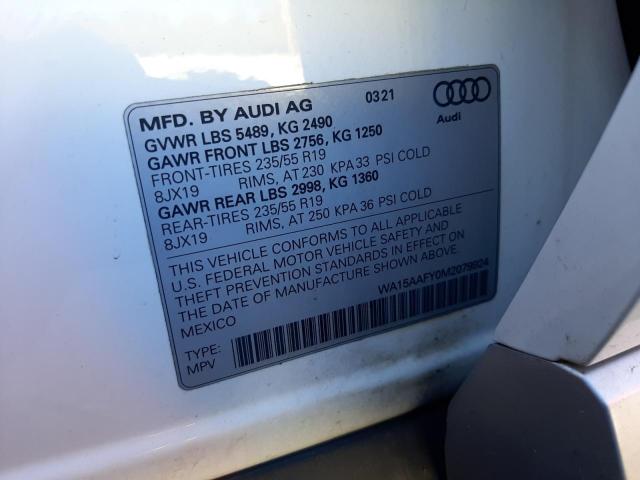 MFD. BY AUDI AG 03 21
GVWR LBS 5489, KG 2490
GAWR FRONT LBS 2756, KG 1250
FRONT-TIRES 235/55 R19
8JX19 RIMS, AT 230 KPA 33 PSI COLD
GAWR REAR LBS 2998, KG 1360
REAR-TIRES 235/55 R19
8JX19 RIMS, AT 250 KPA 36 PSI COLD
Audi
THIS VEHICLE CONFORMS TO ALL APPLICABLE
U.S. FEDERAL MOTOR VEHICLE SAFETY AND
THEFT PREVENTION STANDARDS IN EFFECT ON
THE DATE OF MANUFACTURE SHOWN ABOVE.
MEXICO WA15AAFY0M2079924
TYPE:
MPV